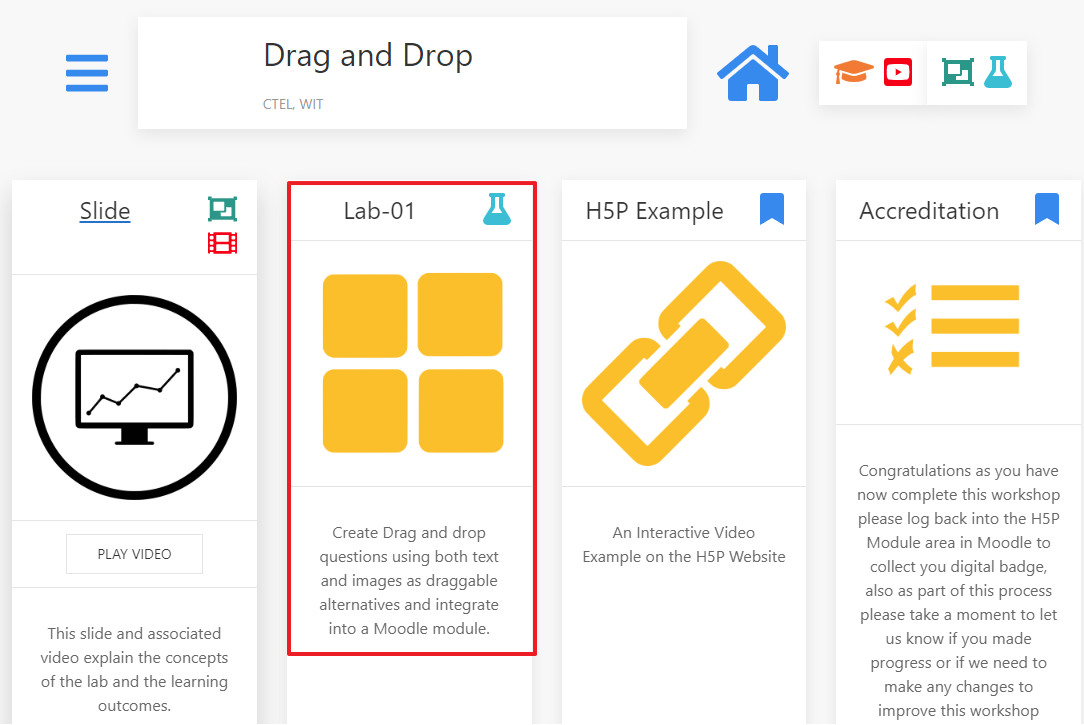 Drag and Drop
CTEL, WIT
Slide
PLAY VIDEO
This slide and associated
video explain the concepts
of the lab and the learning
outcomes.
Lab-01
Create Drag and drop
questions using both text
and images as draggable
alternatives and integrate
into a Moodle module.
H5P Example
An Interactive Video
Example on the H5P Website
Accreditation
Congratulations as you have
now complete this workshop
please log back into the H5P
Module area in Moodle to
collect you digital badge,
also as part of this process
please take a moment to let
us know if you made
progress or if we need to
make any changes to
improve this workshop